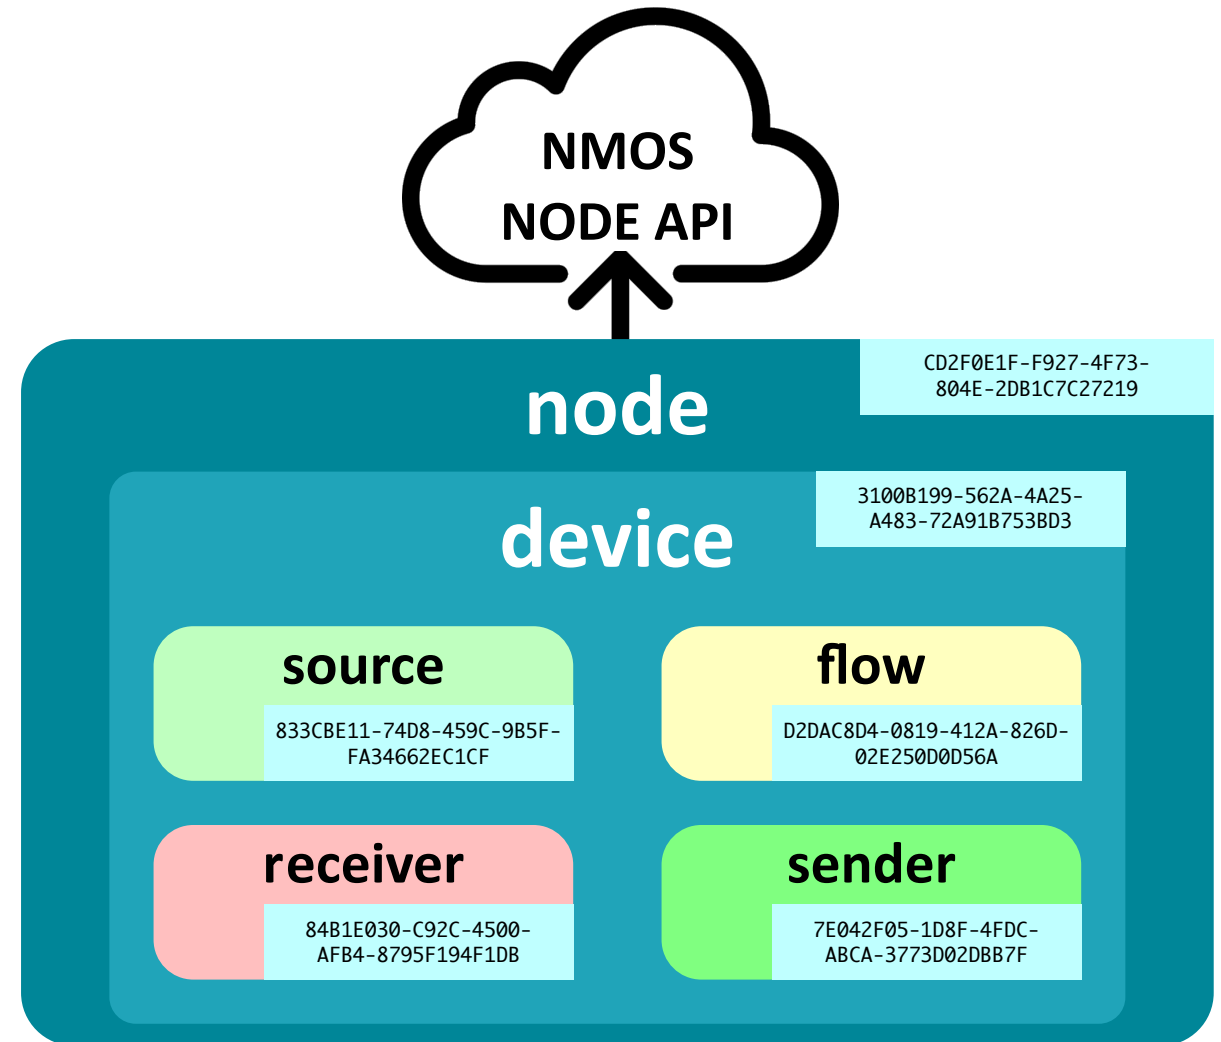 NMOS
NODE API
node
CD2F0E1F-F927-4F73-
804E-2DB1C7C27219
device
3100B199-562A-4A25-
A483-72A91B753BD3
source
833CBE11-74D8-459C-9B5F-
FA34662EC1CF
flow
D2DAC8D4-0819-412A-826D-
02E250D0D56A
receiver
84B1E030-C92C-4500-
AFB4-8795F194F1DB
sender
7E042F05-1D8F-4FDC-
ABCA-3773D02DBB7F